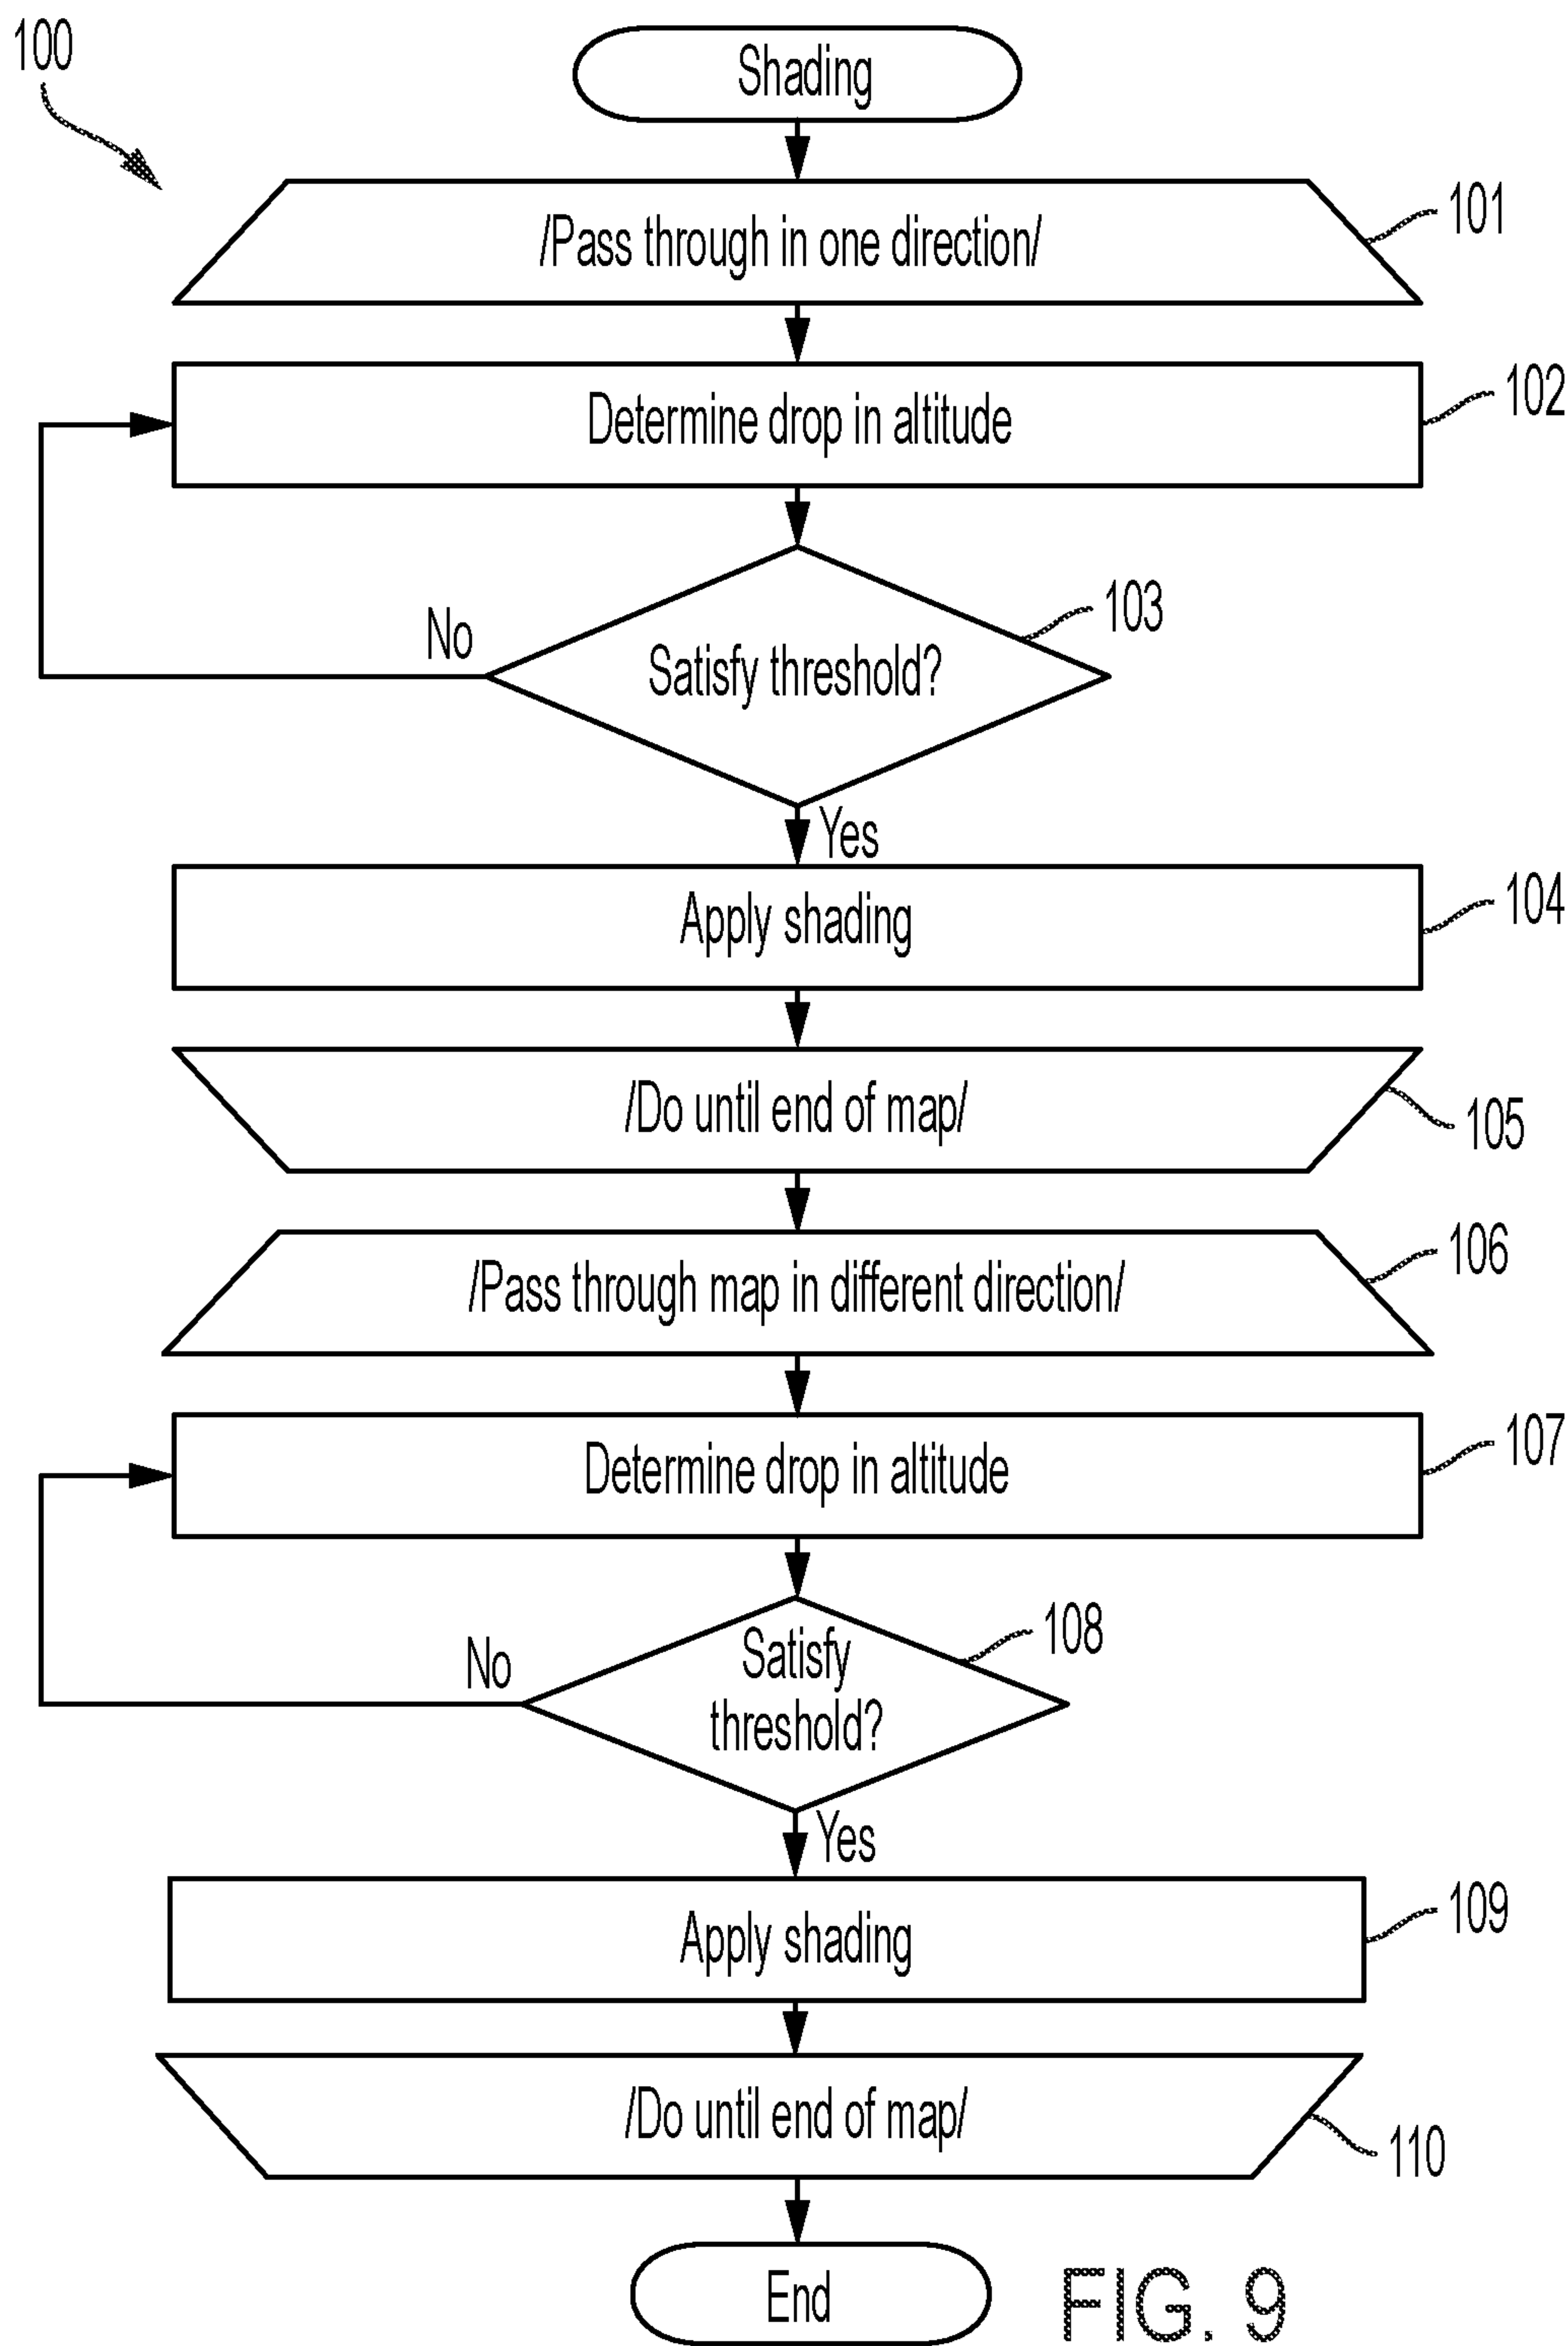 100
Shading
/Pass through in one direction/
101
Determine drop in altitude
102
Satisfy threshold?
103
No
Yes
Apply shading
104
/Do until end of map/
105
/Pass through map in different direction/
106
Determine drop in altitude
107
Satisfy
threshold?
108
No
Yes
Apply shading
109
/Do until end of map/
110
End
FIG. 9